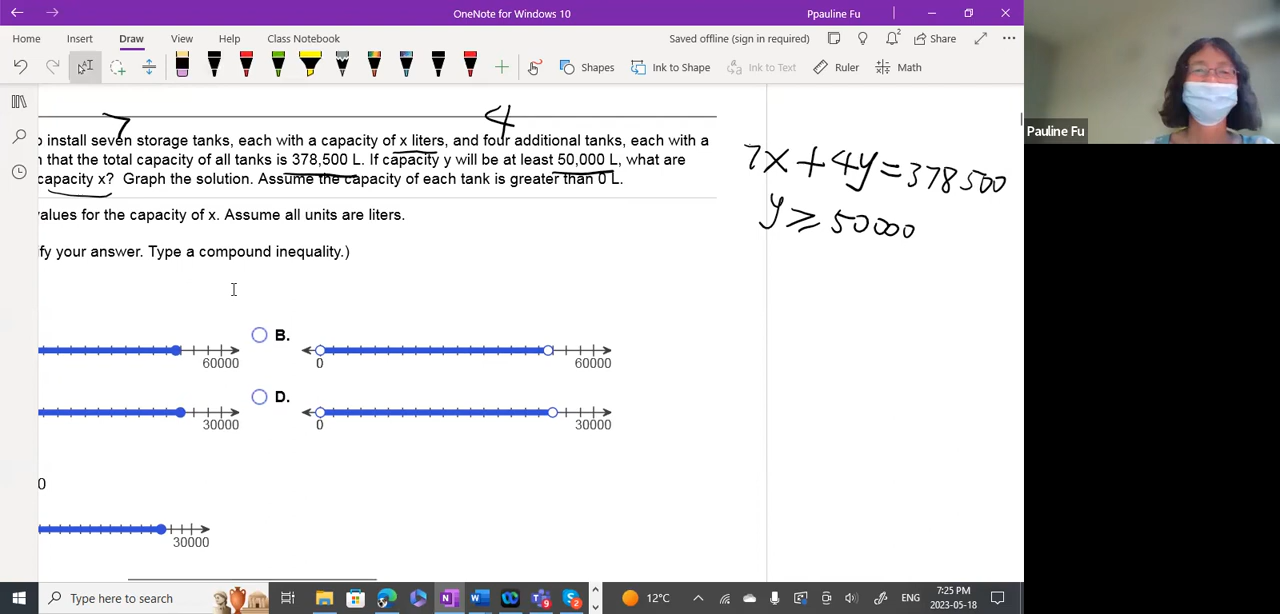 OneNote for Windows 10
Ppauline Fu
Home Insert Draw View Help Class Notebook
Saved offline (sign in required)
Share
Shapes Ink to Shape Ink to Text Ruler Math
7 4
o install seven storage tanks, each with a capacity of x liters, and four additional tanks, each with a
n that the total capacity of all tanks is 378,500 L. If capacity y will be at least 50,000 L, what are
capacity x? Graph the solution. Assume the capacity of each tank is greater than 0 L.
7x+4y=378500
y≥50000
alues for the capacity of x. Assume all units are liters.
ify your answer. Type a compound inequality.)
B.
60000 0 60000
D.
30000 0 30000
0
30000
Pauline Fu
Type here to search
12°C
ENG
7:25 PM
2023-05-18